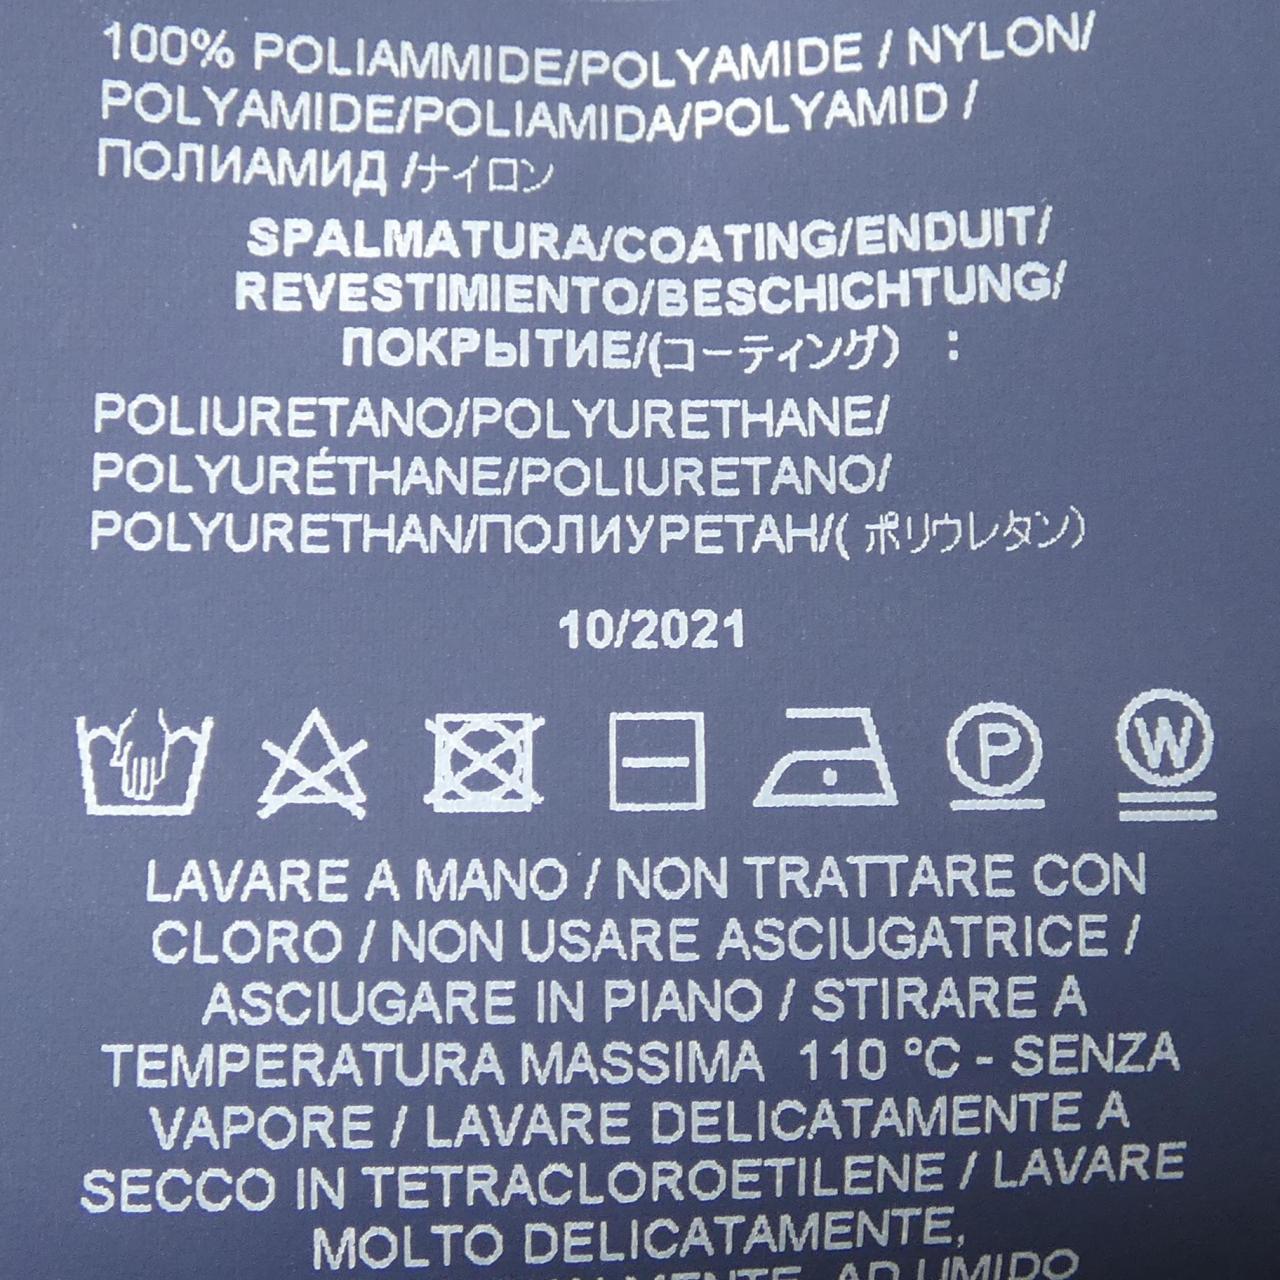 100% POLIAMMIDE/POLYAMIDE / NYLON/
POLYAMIDE/POLIAMIDA/POLYAMID /
ПОЛИАМИД /ナイロン
SPALMATURA/COATING/ENDUIT/
REVESTIMIENTO/BESCHICHTUNG/
ПОКРЫТИЕ/(コーティング) :
POLIURETANO/POLYURETHANE/
POLYURÉTHANE/POLIURETANO/
POLYURETHAN/ПОЛИУРЕТАН/( ポリウレタン)
10/2021
P W
LAVARE A MANO / NON TRATTARE CON
CLORO / NON USARE ASCIUGATRICE /
ASCIUGARE IN PIANO / STIRARE A
TEMPERATURA MASSIMA 110 °C - SENZA
VAPORE / LAVARE DELICATAMENTE A
SECCO IN TETRACLOROETILENE / LAVARE
MOLTO DELICATAMENTE,
AD UMIDO